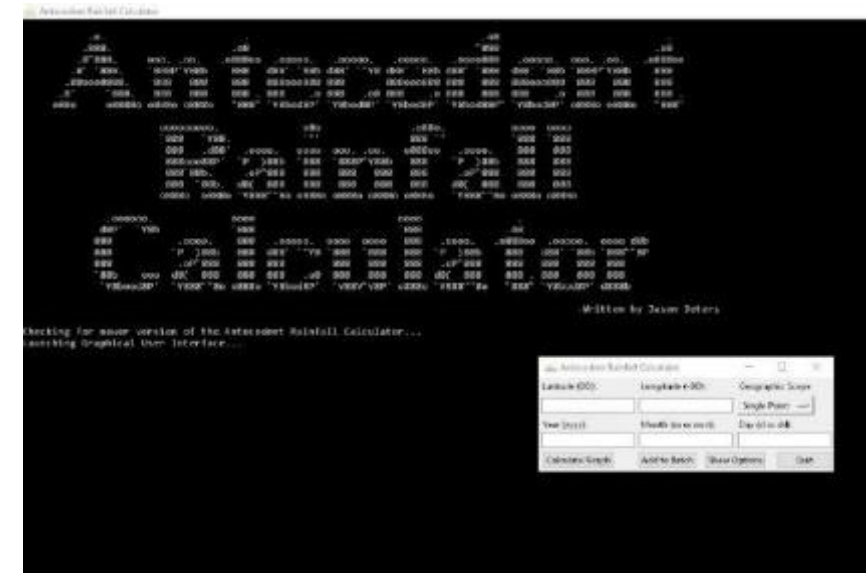 Antecedent Rainfall Calculator
Antecedent
Rainfall
Calculator
Written by Jason Deters
Checking for newer version of the Antecedent Rainfall Calculator...
Launching Graphical User Interface...
Antecedent Rainfall Calculator
Latitude (DD): Longitude (-DD): Geographic Scope:
Single Point
Year (yyyy): Month (m or mm): Day (d or dd):
Calculate Graph Add to Batch Show Options Quit